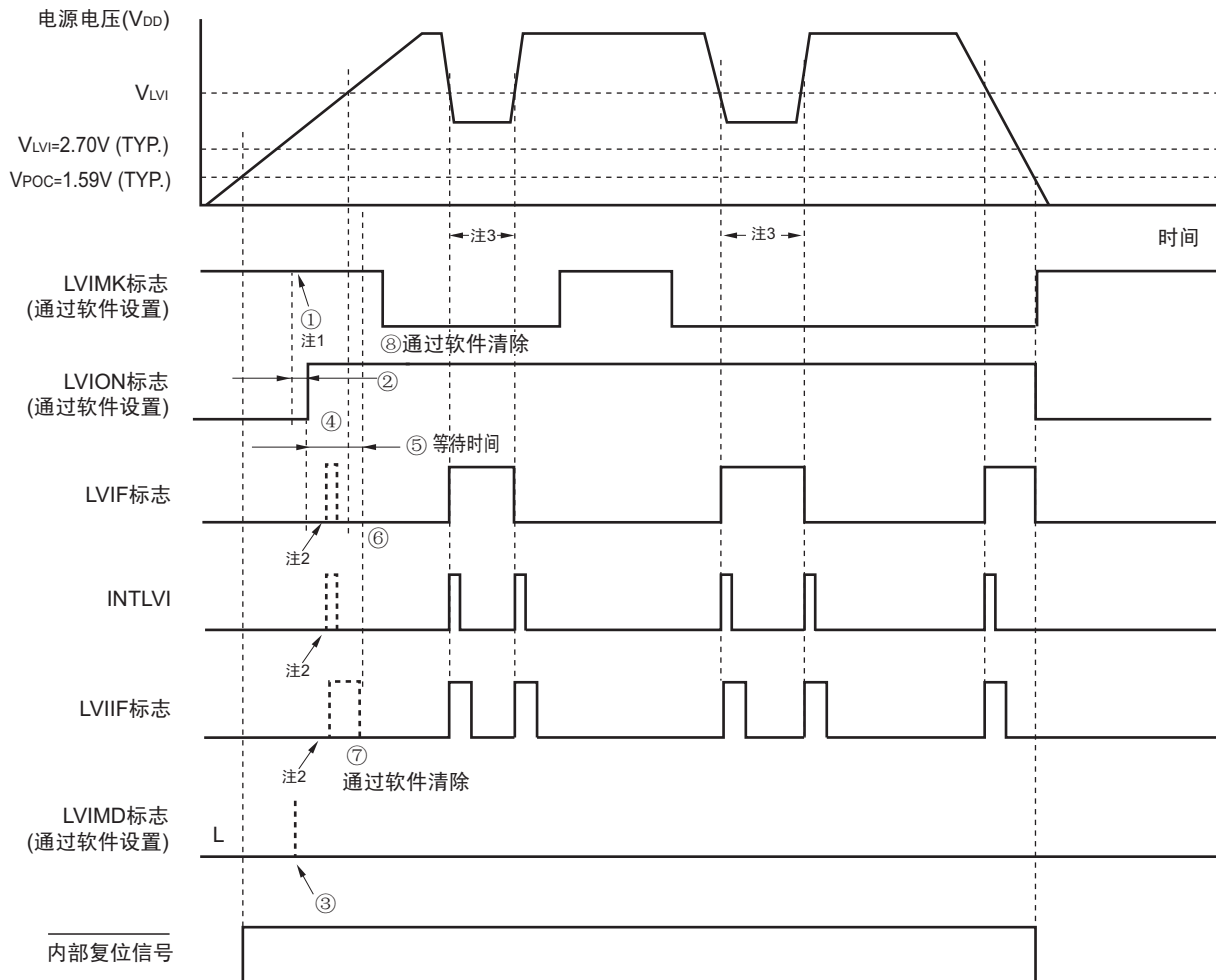 电源电压(VDD)
VLVI
VLVI=2.70V (TYP.)
VPOC=1.59V (TYP.)
注3
注3
时间
LVIMK标志
(通过软件设置)
①
注1
⑧通过软件清除
LVION标志
(通过软件设置)
②
④
⑤ 等待时间
LVIF标志
注2
⑥
INTLVI
注2
LVIIF标志
注2
⑦
通过软件清除
LVIMD标志
(通过软件设置)
L
③
内部复位信号